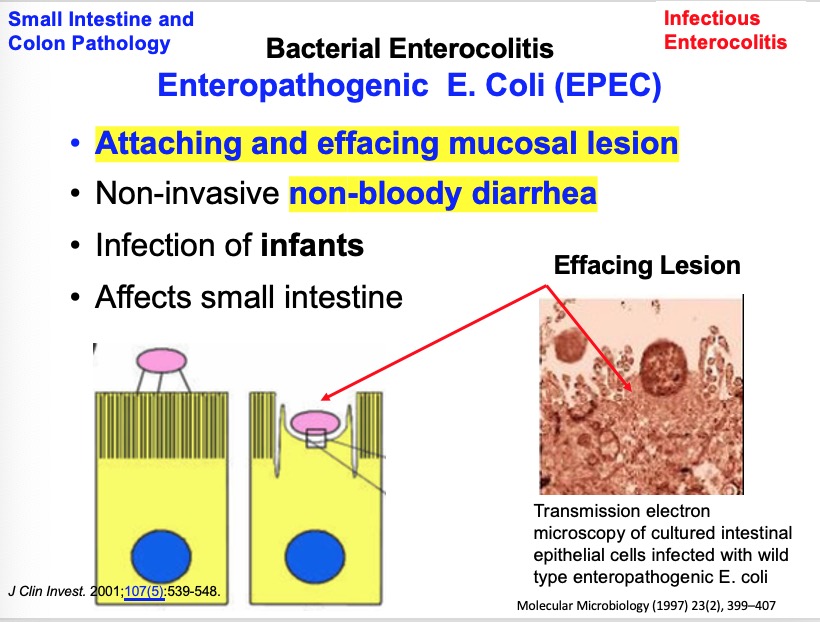 Small Intestine and
Colon Pathology
Infectious
Enterocolitis
Bacterial Enterocolitis
Enteropathogenic  E. Coli (EPEC)
• Attaching and effacing mucosal lesion
• Non-invasive non-bloody diarrhea
• Infection of infants
• Affects small intestine
Effacing Lesion
Transmission electron
microscopy of cultured intestinal
epithelial cells infected with wild
type enteropathogenic E. coli
J Clin Invest. 2001;107(5):539-548.
Molecular Microbiology (1997) 23(2), 399–407